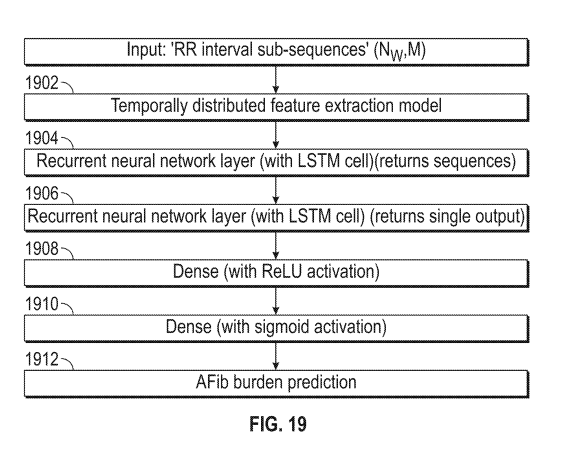 Input: 'RR interval sub-sequences' (N_W,M)
1902
Temporally distributed feature extraction model
1904
Recurrent neural network layer (with LSTM cell)(returns sequences)
1906
Recurrent neural network layer (with LSTM cell) (returns single output)
1908
Dense (with ReLU activation)
1910
Dense (with sigmoid activation)
1912
AFib burden prediction
FIG. 19